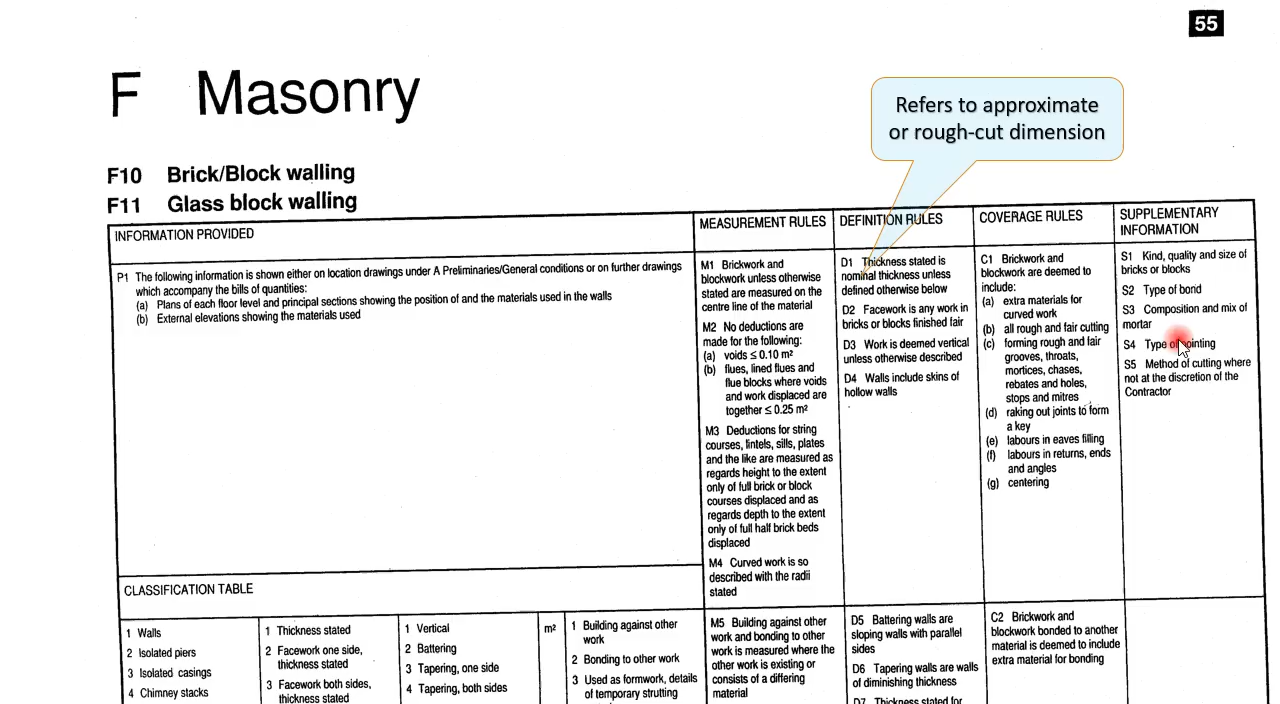 55
F Masonry
Refers to approximate
or rough-cut dimension
F10 Brick/Block walling
F11 Glass block walling
INFORMATION PROVIDED
P1 The following information is shown either on location drawings under A Preliminaries/General conditions or on further drawings
which accompany the bills of quantities:
(a) Plans of each floor level and principal sections showing the position of and the materials used in the walls
(b) External elevations showing the materials used
MEASUREMENT RULES
M1 Brickwork and
blockwork unless otherwise
stated are measured on the
centre line of the material
M2 No deductions are
made for the following:
(a) voids ≤ 0.10 m²
(b) flues, lined flues and
flue blocks where voids
and work displaced are
together ≤ 0.25 m²
M3 Deductions for string
courses, lintels, sills, plates
and the like are measured as
regards height to the extent
only of full brick or block
courses displaced and as
regards depth to the extent
only of full half brick beds
displaced
M4 Curved work is so
described with the radii
stated
DEFINITION RULES
D1 Thickness stated is
nominal thickness unless
defined otherwise below
D2 Facework is any work in
bricks or blocks finished fair
D3 Work is deemed vertical
unless otherwise described
D4 Walls include skins of
hollow walls
COVERAGE RULES
C1 Brickwork and
blockwork are deemed to
include:
(a) extra materials for
curved work
(b) all rough and fair cutting
(c) forming rough and fair
grooves, throats,
mortices, chases,
rebates and holes,
stops and mitres
(d) raking out joints to form
a key
(e) labours in eaves filling
(f) labours in returns, ends
and angles
(g) centering
SUPPLEMENTARY
INFORMATION
S1 Kind, quality and size of
bricks or blocks
S2 Type of bond
S3 Composition and mix of
mortar
S4 Type of pointing
S5 Method of cutting where
not at the discretion of the
Contractor
CLASSIFICATION TABLE
1 Walls
2 Isolated piers
3 Isolated casings
4 Chimney stacks
1 Thickness stated
2 Facework one side,
thickness stated
3 Facework both sides,
thickness stated
1 Vertical
2 Battering
3 Tapering, one side
4 Tapering, both sides
m²
1 Building against other
work
2 Bonding to other work
3 Used as formwork, details
of temporary strutting
M5 Building against other
work and bonding to other
work is measured where the
other work is existing or
consists of a differing
material
D5 Battering walls are
sloping walls with parallel
sides
D6 Tapering walls are walls
of diminishing thickness
D7 Thickness stated for
C2 Brickwork and
blockwork bonded to another
material is deemed to include
extra material for bonding